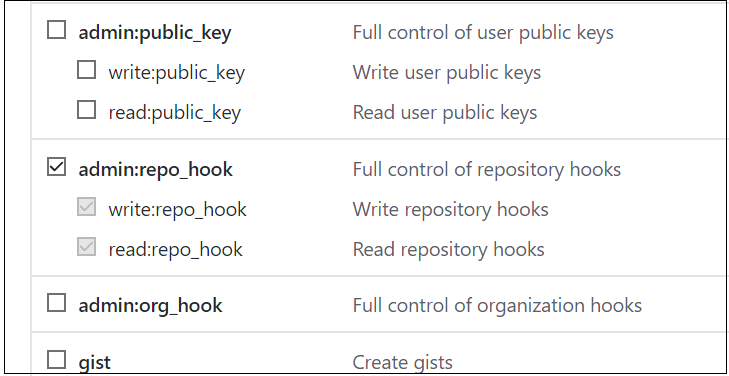 admin:public_key Full control of user public keys
write:public_key Write user public keys
read:public_key Read user public keys
admin:repo_hook Full control of repository hooks
write:repo_hook Write repository hooks
read:repo_hook Read repository hooks
admin:org_hook Full control of organization hooks
gist Create gists